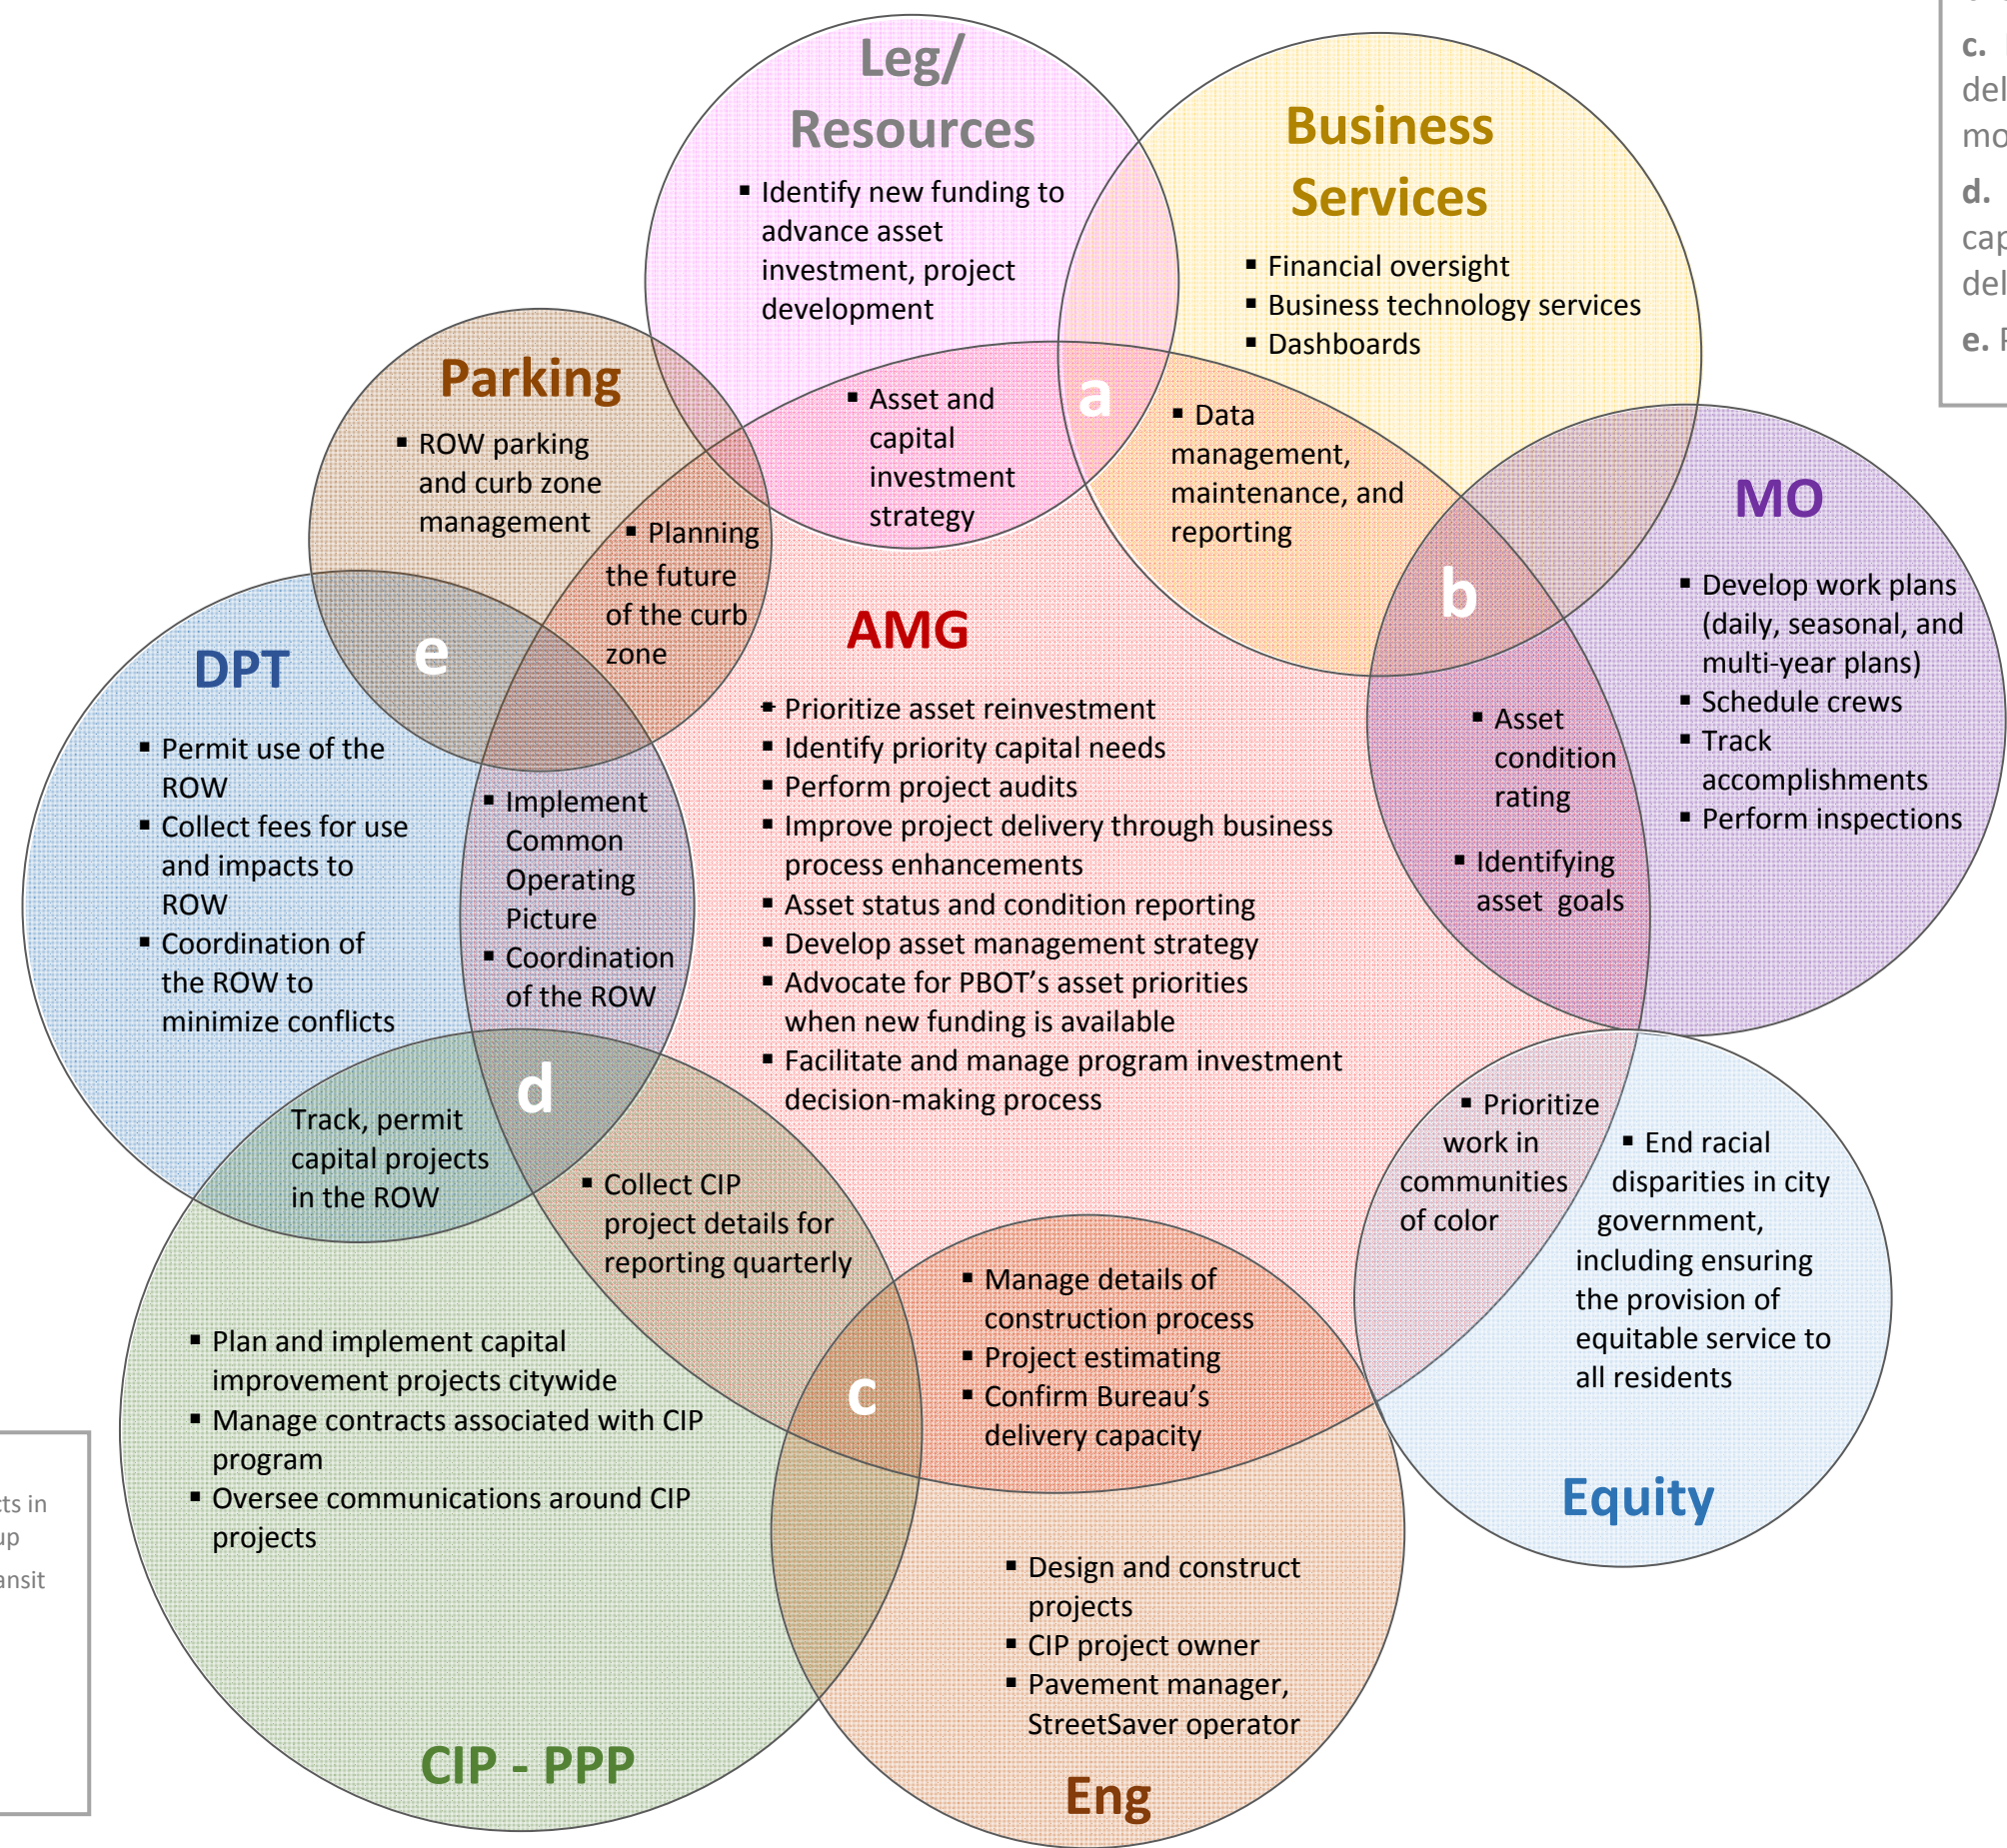 Leg/
Resources
▪ Identify new funding to
advance asset
investment, project
development
Business
Services
▪ Financial oversight
▪ Business technology services
▪ Dashboards
c.
del
mo
d.
cap
del
e.
Parking
▪ ROW parking
and curb zone
management
▪ Asset and
capital
investment
strategy
a
▪ Data
management,
maintenance, and
reporting
▪ Planning
the future
of the curb
zone
MO
▪ Develop work plans
(daily, seasonal, and
multi-year plans)
▪ Schedule crews
▪ Track
accomplishments
▪ Perform inspections
b
e
DPT
▪ Permit use of the
ROW
▪ Collect fees for use
and impacts to
ROW
▪ Coordination of
the ROW to
minimize conflicts
▪ Implement
Common
Operating
Picture
▪ Coordination
of the ROW
AMG
▪ Prioritize asset reinvestment
▪ Identify priority capital needs
▪ Perform project audits
▪ Improve project delivery through business
process enhancements
▪ Asset status and condition reporting
▪ Develop asset management strategy
▪ Advocate for PBOT’s asset priorities
when new funding is available
▪ Facilitate and manage program investment
decision-making process
▪ Asset
condition
rating
▪ Identifying
asset goals
d
Track, permit
capital projects
in the ROW
▪ Collect CIP
project details for
reporting quarterly
▪ Prioritize
work in
communities
of color
▪ End racial
disparities in city
government,
including ensuring
the provision of
equitable service to
all residents
Equity
▪ Manage details of
construction process
▪ Project estimating
▪ Confirm Bureau’s
delivery capacity
c
▪ Plan and implement capital
improvement projects citywide
▪ Manage contracts associated with CIP
program
▪ Oversee communications around CIP
projects
CIP - PPP
▪ Design and construct
projects
▪ CIP project owner
▪ Pavement manager,
StreetSaver operator
Eng
cts in
up
ansit